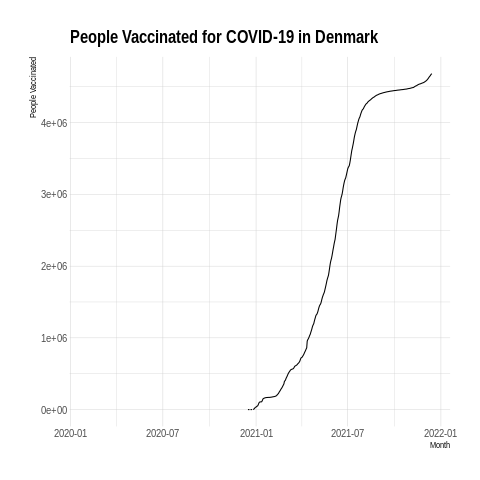 People Vaccinated for COVID-19 in Denmark
People Vaccinated
4e+06
3e+06
2e+06
1e+06
0e+00
2020-01 2020-07 2021-01 2021-07 2022-01
Month